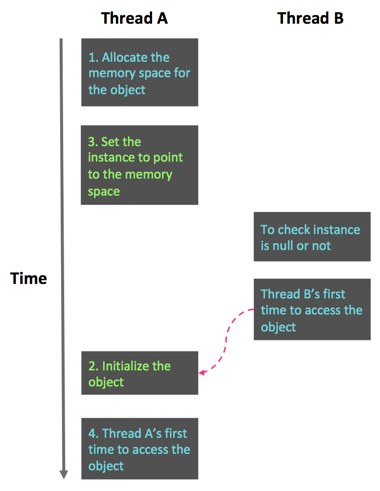 Thread A
Thread B
1. Allocate the
memory space for
the object
3. Set the
instance to point
to the memory
space
To check instance
is null or not
Time
Thread B's first
time to access the
object
2. Initialize the
object
4. Thread A's first
time to access the
object